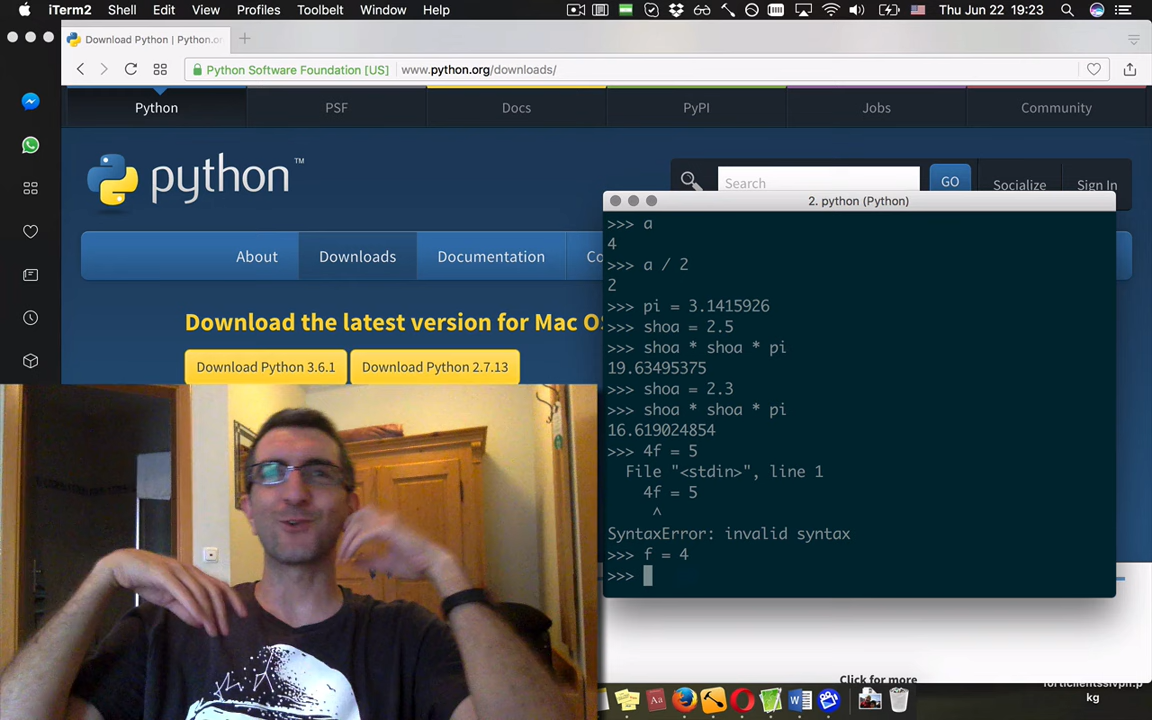 iTerm2 Shell Edit View Profiles Toolbelt Window Help Thu Jun 22 19:23
Download Python | Python.or
Python Software Foundation [US] www.python.org/downloads/
Python PSF Docs PyPI Jobs Community
python™
Search GO Socialize Sign In
About Downloads Documentation Co
Download the latest version for Mac OS
Download Python 3.6.1 Download Python 2.7.13
2. python (Python)
>>> a
4
>>> a / 2
2
>>> pi = 3.1415926
>>> shoa = 2.5
>>> shoa * shoa * pi
19.63495375
>>> shoa = 2.3
>>> shoa * shoa * pi
16.619024854
>>> 4f = 5
File "<stdin>", line 1
4f = 5
^
SyntaxError: invalid syntax
>>> f = 4
>>>
Click for more
kg